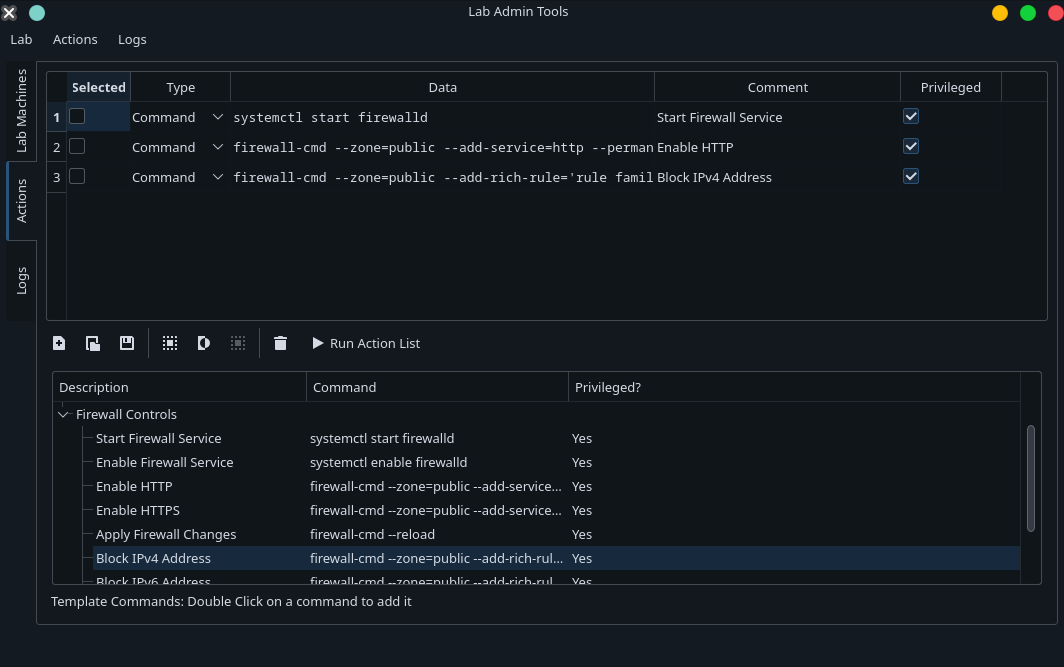 Lab Admin Tools
Lab Actions Logs
Lab Machines
Actions
Logs
Selected Type Data Comment Privileged
1 Command systemctl start firewalld Start Firewall Service
2 Command firewall-cmd --zone=public --add-service=http --perman Enable HTTP
3 Command firewall-cmd --zone=public --add-rich-rule='rule famil Block IPv4 Address
Run Action List
Description Command Privileged?
Firewall Controls
Start Firewall Service systemctl start firewalld Yes
Enable Firewall Service systemctl enable firewalld Yes
Enable HTTP firewall-cmd --zone=public --add-service... Yes
Enable HTTPS firewall-cmd --zone=public --add-service... Yes
Apply Firewall Changes firewall-cmd --reload Yes
Block IPv4 Address firewall-cmd --zone=public --add-rich-rul... Yes
Block IPv6 Address firewall-cmd --zone=public --add-rich-rul Yes
Template Commands: Double Click on a command to add it